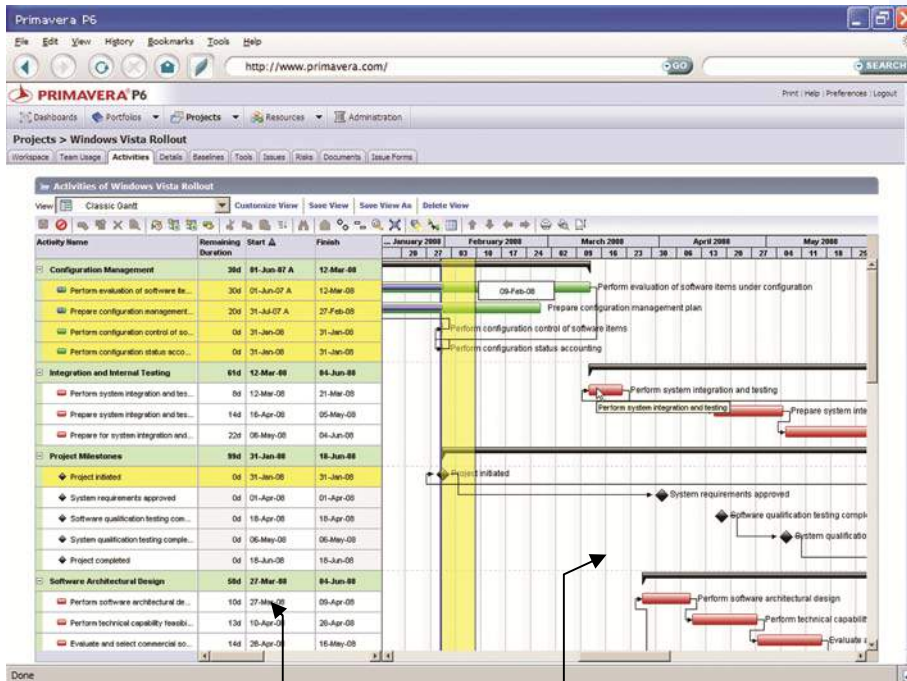 Primavera P6
File Edit View History Bookmarks Tools Help
http://www.primavera.com/ GO SEARCH
PRIMAVERA P6 Print | Help | Preferences | Logout
Dashboards Portfolios Projects Resources Administration
Projects > Windows Vista Rollout
Workspace Team Usage Activities Details Baselines Tools Issues Risks Documents Issue Forms
Activities of Windows Vista Rollout
View Classic Gantt Customize View Save View Save View As Delete View
Activity Name Remaining Duration Start Finish ... January 2008 February 2008 March 2008 April 2008 May 2008
20 27 03 10 17 24 02 09 16 23 30 06 13 20 27 04 11 18 25
Configuration Management 30d 01-Jun-07 A 12-Mar-08
Perform evaluation of software ite... 30d 01-Jun-07 A 12-Mar-08 09-Feb-08 Perform evaluation of software items under configuration
Prepare configuration management... 20d 31-Jul-07 A 27-Feb-08 Prepare configuration management plan
Perform configuration control of so... 0d 31-Jan-08 31-Jan-08 Perform configuration control of software items
Perform configuration status acco... 0d 31-Jan-08 31-Jan-08 Perform configuration status accounting
Integration and Internal Testing 61d 12-Mar-08 04-Jun-08
Perform system integration and tes... 8d 12-Mar-08 21-Mar-08 Perform system integration and testing
Perform system integration and testing
Prepare system integration and tes... 14d 16-Apr-08 05-May-08 Prepare system inte
Prepare for system integration and... 22d 06-May-08 04-Jun-08
Project Milestones 99d 31-Jan-08 18-Jun-08
Project initiated 0d 31-Jan-08 31-Jan-08 Project initiated
System requirements approved 0d 01-Apr-08 01-Apr-08 System requirements approved
Software qualification testing com... 0d 18-Apr-08 18-Apr-08 Software qualification testing comple
System qualification testing comple... 0d 06-May-08 06-May-08 System qualificatio
Project completed 0d 18-Jun-08 18-Jun-08
Software Architectural Design 50d 27-Mar-08 04-Jun-08
Perform software architectural de... 10d 27-Mar-08 09-Apr-08 Perform software architectural design
Perform technical capability feasibi... 13d 10-Apr-08 28-Apr-08 Perform technical capabilit
Evaluate and select commercial so... 14d 16-May-08 Evaluate a
Done